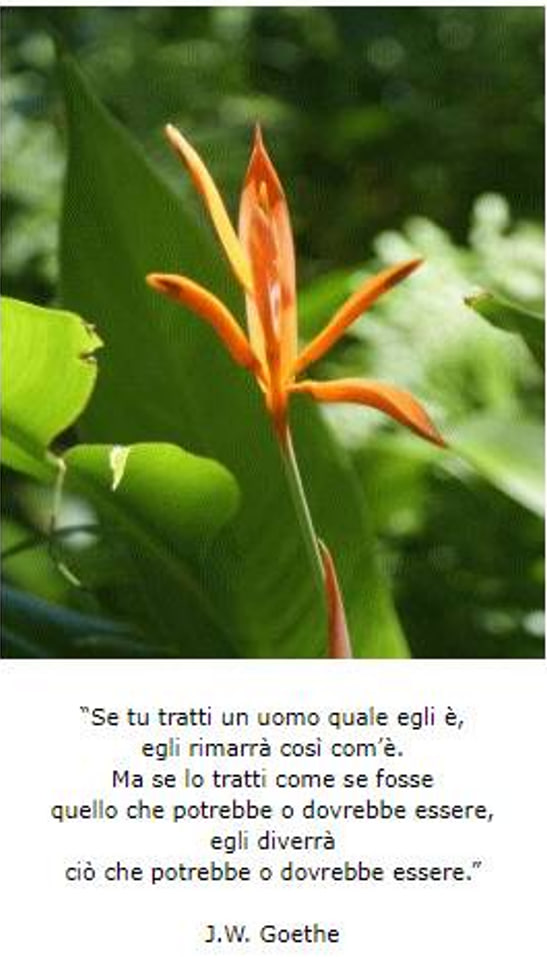 “Se tu tratti un uomo quale egli è,
egli rimarrà così com’è.
Ma se lo tratti come se fosse
quello che potrebbe o dovrebbe essere,
egli diverrà
ciò che potrebbe o dovrebbe essere.”
J.W. Goethe